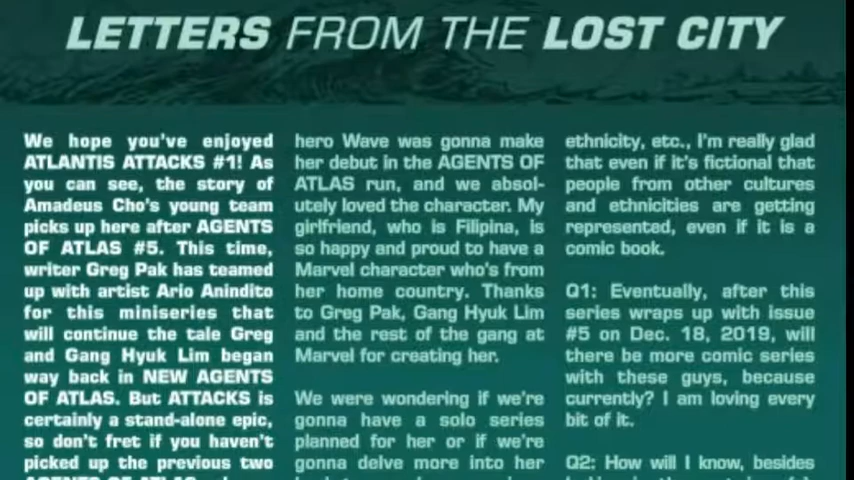 LETTERS FROM THE LOST CITY
We hope you've enjoyed
ATLANTIS ATTACKS #1! As
you can see, the story of
Amadeus Cho's young team
picks up here after AGENTS
OF ATLAS #5. This time,
writer Greg Pak has teamed
up with artist Ario Anindito
for this miniseries that
will continue the tale Greg
and Gang Hyuk Lim began
way back in NEW AGENTS
OF ATLAS. But ATTACKS is
certainly a stand-alone epic,
so don't fret if you haven't
picked up the previous two
AGENTS OF ATLAS
hero Wave was gonna make
her debut in the AGENTS OF
ATLAS run, and we absol-
utely loved the character. My
girlfriend, who is Filipina, is
so happy and proud to have a
Marvel character who's from
her home country. Thanks
to Greg Pak, Gang Hyuk Lim
and the rest of the gang at
Marvel for creating her.
We were wondering if we're
gonna have a solo series
planned for her or if we're
gonna delve more into her
ethnicity, etc., I'm really glad
that even if it's fictional that
people from other cultures
and ethnicities are getting
represented, even if it is a
comic book.
Q1: Eventually, after this
series wraps up with issue
#5 on Dec. 18, 2019, will
there be more comic series
with these guys, because
currently? I am loving every
bit of it.
Q2: How will I know, besides